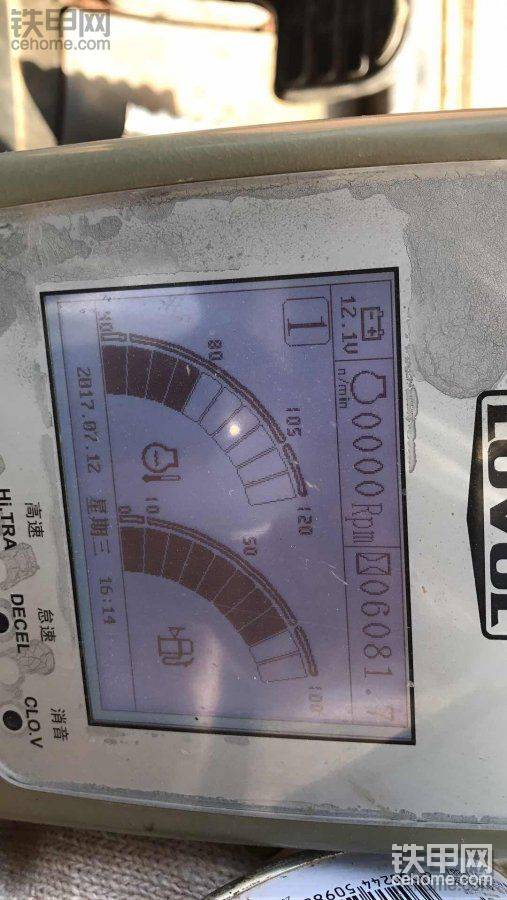 铁甲网
cehome.com
LOVOL
12.1V
n/min
0000Rpm
06081.7
1
80
105
120
10
50
100
2017.07.12 星期三 16:14
高速
Hi.TRA
怠速
DECEL
消音
CLO.V
铁甲网
cehome.com